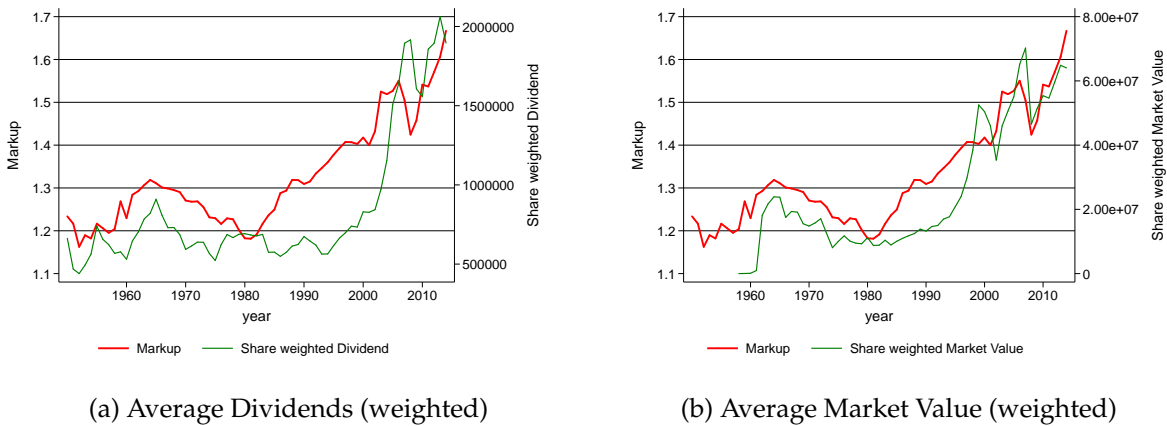 1.7
1.6
1.5
1.4
1.3
1.2
1.1
Markup
2000000
1500000
1000000
500000
Share weighted Dividend
1960 1970 1980 1990 2000 2010
year
Markup Share weighted Dividend
(a) Average Dividends (weighted)
1.7
1.6
1.5
1.4
1.3
1.2
1.1
Markup
8.00e+07
6.00e+07
4.00e+07
2.00e+07
0
Share weighted Market Value
1960 1970 1980 1990 2000 2010
year
Markup Share weighted Market Value
(b) Average Market Value (weighted)